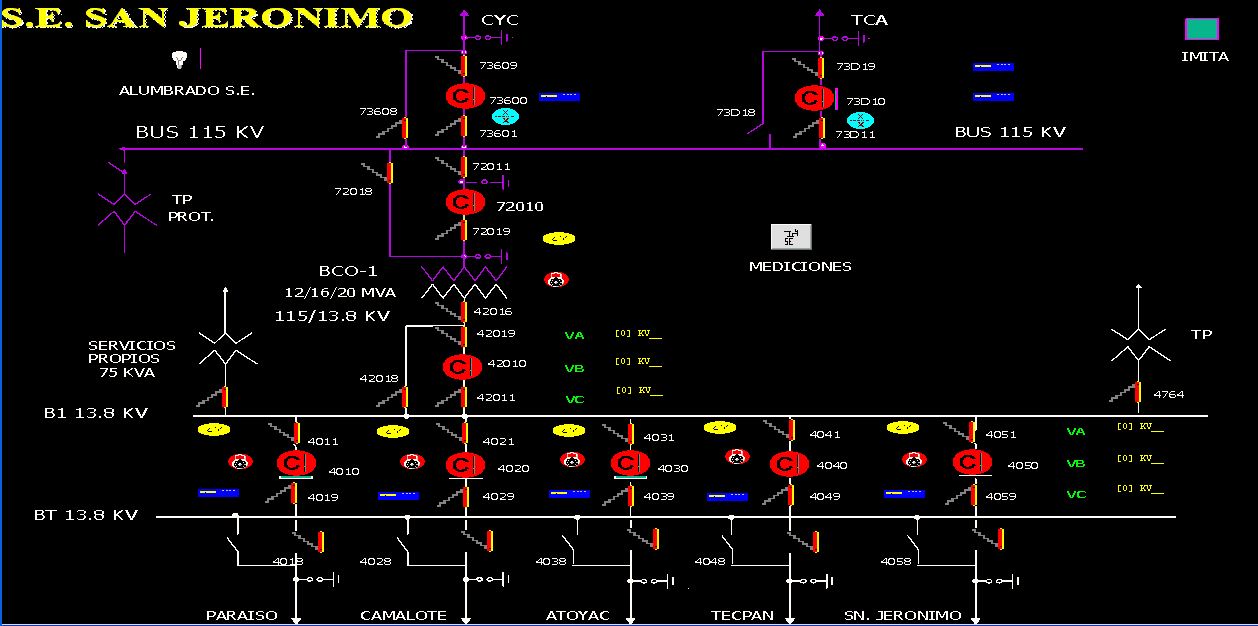 S.E. SAN JERONIMO
CYC
TCA
IMITA
ALUMBRADO S.E.
73609
73D19
73600
73D10
73608
73D18
73601
73D11
BUS 115 KV
BUS 115 KV
72011
72018
TP
PROT.
72010
72019
MEDICIONES
BCO-1
12/16/20 MVA
115/13.8 KV
42016
42019
SERVICIOS
PROPIOS
75 KVA
VA [0] KV__
VB [0] KV__
VC [0] KV__
TP
42010
42018
42011
4764
B1 13.8 KV
4011
4021
4031
4041
4051
VA [0] KV__
4010
4020
4030
4040
4050
VB [0] KV__
4019
4029
4039
4049
4059
VC [0] KV__
BT 13.8 KV
4018
4028
4038
4048
4058
PARAISO
CAMALOTE
ATOYAC
TECPAN
SN. JERONIMO